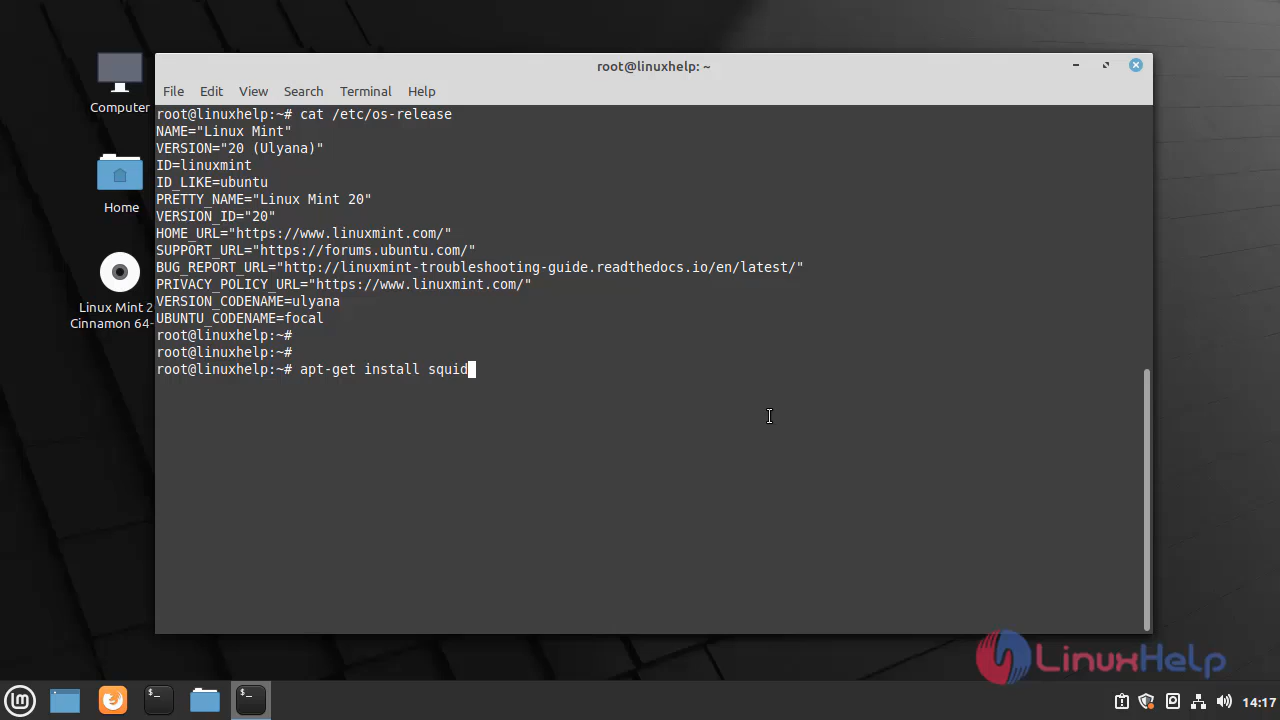 root@linuxhelp: ~
File Edit View Search Terminal Help
root@linuxhelp:~# cat /etc/os-release
NAME="Linux Mint"
VERSION="20 (Ulyana)"
ID=linuxmint
ID_LIKE=ubuntu
PRETTY_NAME="Linux Mint 20"
VERSION_ID="20"
HOME_URL="https://www.linuxmint.com/"
SUPPORT_URL="https://forums.ubuntu.com/"
BUG_REPORT_URL="http://linuxmint-troubleshooting-guide.readthedocs.io/en/latest/"
PRIVACY_POLICY_URL="https://www.linuxmint.com/"
VERSION_CODENAME=ulyana
UBUNTU_CODENAME=focal
root@linuxhelp:~#
root@linuxhelp:~#
root@linuxhelp:~# apt-get install squid
Computer
Home
Linux Mint 2
Cinnamon 64-
LinuxHelp
14:17